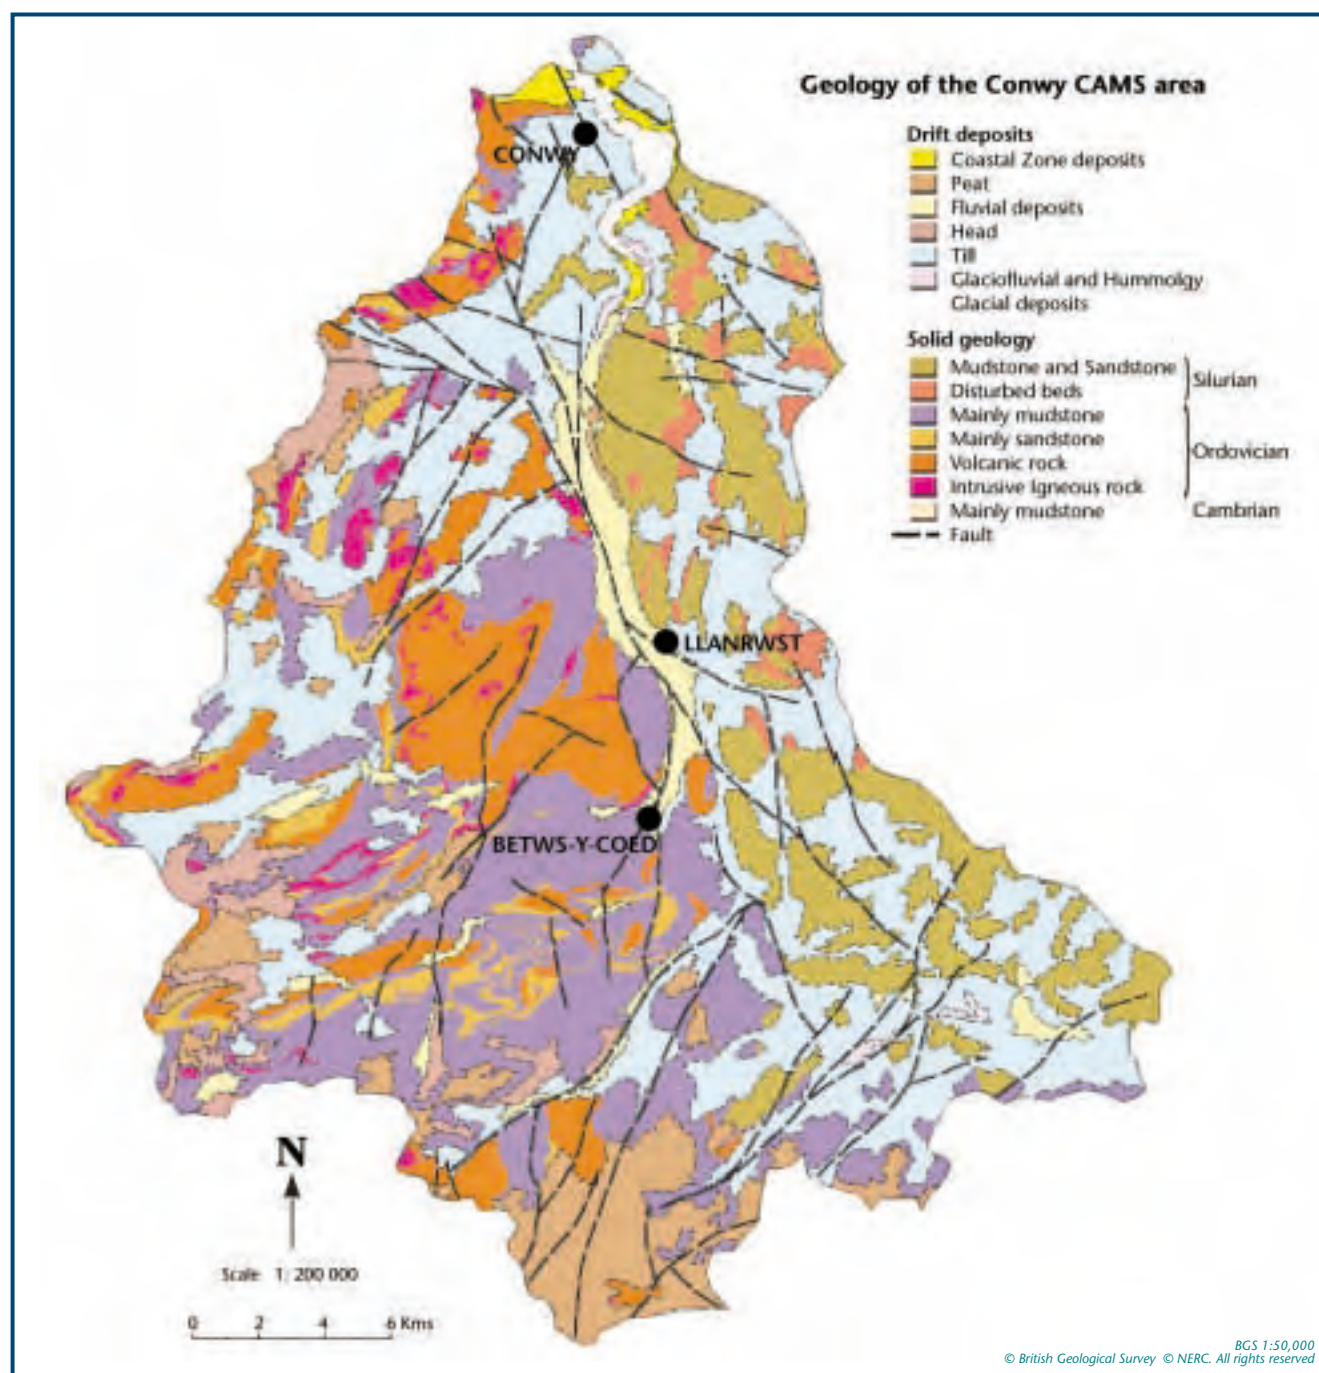 Geology of the Conwy CAMS area
Drift deposits
Coastal Zone deposits
Peat
Fluvial deposits
Head
Till
Glaciofluvial and Hummolgy
Glacial deposits
Solid geology
Mudstone and Sandstone
Disturbed beds
Silurian
Mainly mudstone
Mainly sandstone
Volcanic rock
Intrusive Igneous rock
Ordovician
Mainly mudstone
Cambrian
Fault
CONWY
LLANRWST
BETWS-Y-COED
N
Scale 1: 200 000
0 2 4 6 Kms
BGS 1:50,000
© British Geological Survey © NERC. All rights reserved